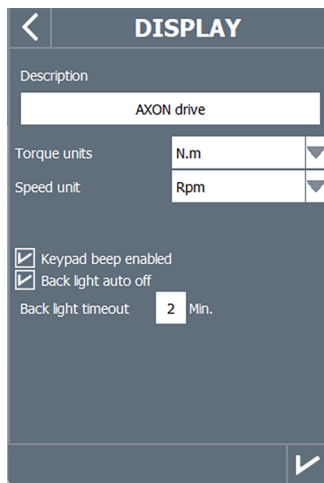 DISPLAY
Description
AXON drive
Torque units N.m
Speed unit Rpm
Keypad beep enabled
Back light auto off
Back light timeout 2 Min.